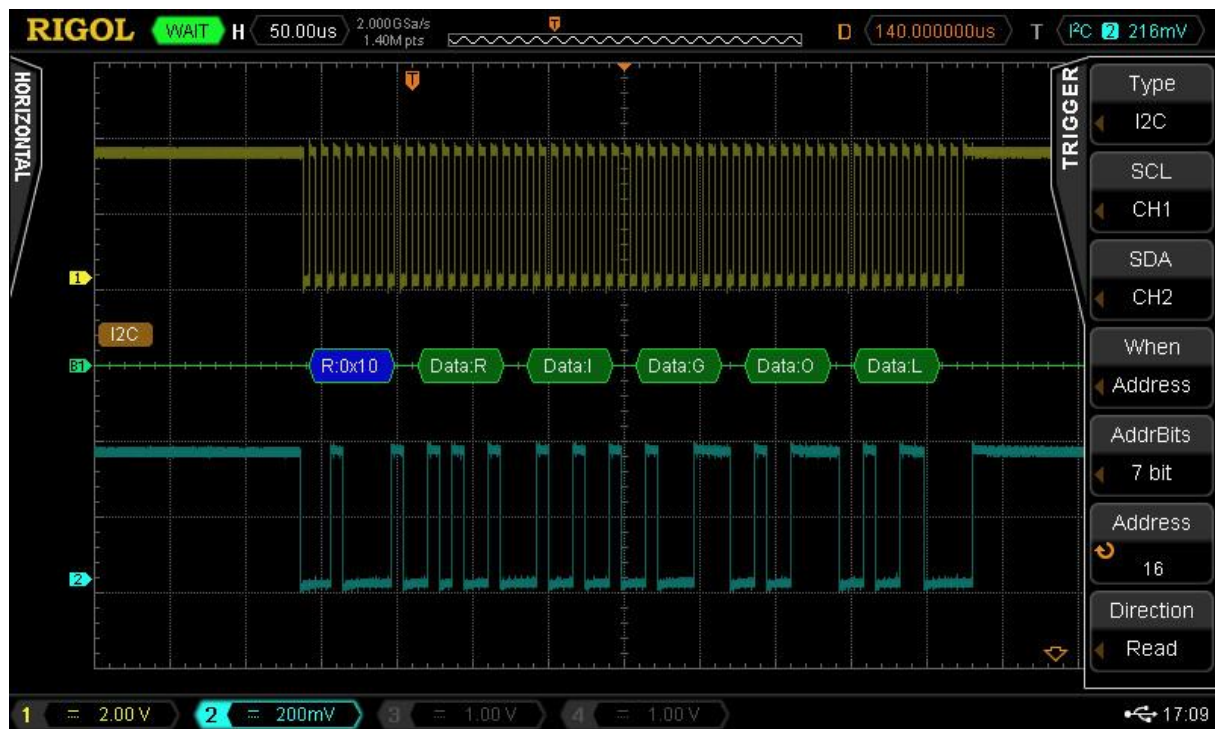 RIGOL WAIT H 50.00us 2.000GSa/s 1.40M pts T D 140.000000us T I²C 2 216mV
HORIZONTAL
T
TRIGGER
Type
I2C
SCL
CH1
SDA
CH2
1
I2C
When
Address
B1 R:0x10 Data:R Data:I Data:G Data:O Data:L
AddrBits
7 bit
Address
16
2
Direction
Read
1 = 2.00 V 2 = 200mV 3 = 1.00 V 4 = 1.00 V 17:09